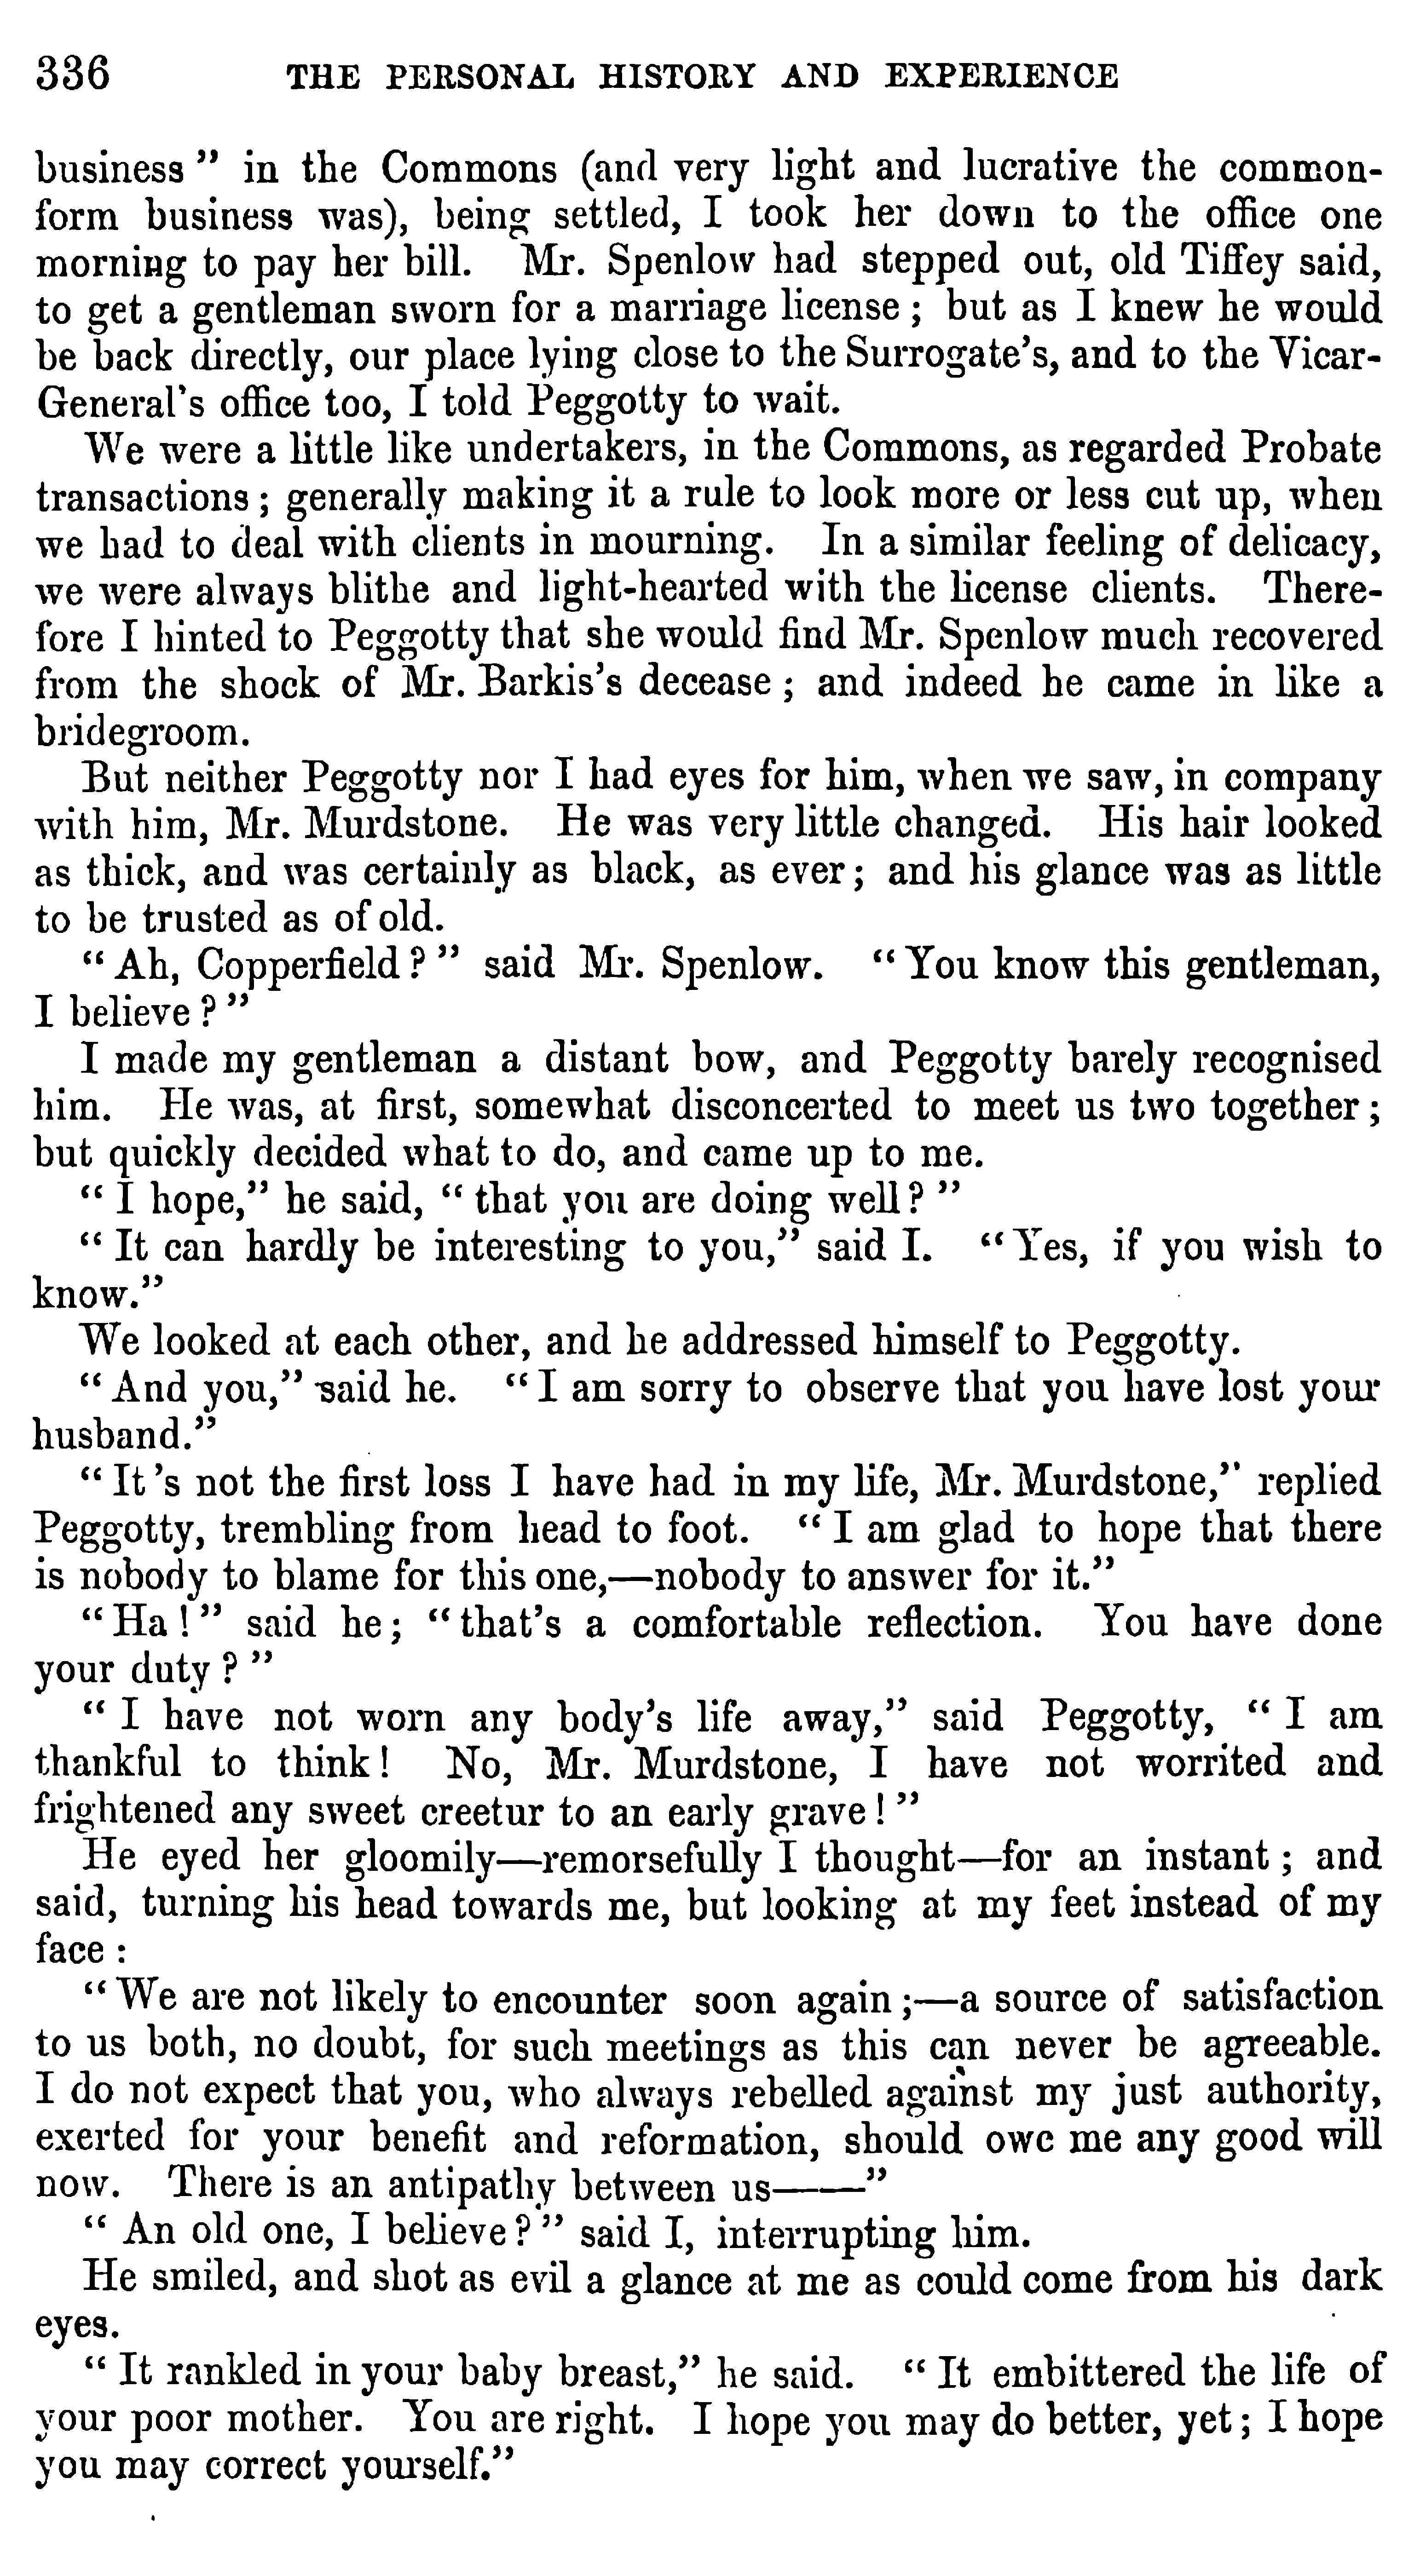 336 THE PERSONAL HISTORY AND EXPERIENCE
business" in the Commons (and very light and lucrative the common-
form business was), being settled, I took her down to the office one
morning to pay her bill. Mr. Spenlow had stepped out, old Tiffey said,
to get a gentleman sworn for a marriage license; but as I knew he would
be back directly, our place lying close to the Surrogate's, and to the Vicar-
General's office too, I told Peggotty to wait.
We were a little like undertakers, in the Commons, as regarded Probate
transactions; generally making it a rule to look more or less cut up, when
we had to deal with clients in mourning. In a similar feeling of delicacy,
we were always blithe and light-hearted with the license clients. There-
fore I hinted to Peggotty that she would find Mr. Spenlow much recovered
from the shock of Mr. Barkis's decease; and indeed he came in like a
bridegroom.
But neither Peggotty nor I had eyes for him, when we saw, in company
with him, Mr. Murdstone. He was very little changed. His hair looked
as thick, and was certainly as black, as ever; and his glance was as little
to be trusted as of old.
"Ah, Copperfield?" said Mr. Spenlow. "You know this gentleman,
I believe?"
I made my gentleman a distant bow, and Peggotty barely recognised
him. He was, at first, somewhat disconcerted to meet us two together;
but quickly decided what to do, and came up to me.
"I hope," he said, "that you are doing well?"
"It can hardly be interesting to you," said I. "Yes, if you wish to
know."
We looked at each other, and he addressed himself to Peggotty.
"And you," said he. "I am sorry to observe that you have lost your
husband."
"It's not the first loss I have had in my life, Mr. Murdstone," replied
Peggotty, trembling from head to foot. "I am glad to hope that there
is nobody to blame for this one,—nobody to answer for it."
"Ha!" said he; "that's a comfortable reflection. You have done
your duty?"
"I have not worn any body's life away," said Peggotty, "I am
thankful to think! No, Mr. Murdstone, I have not worrited and
frightened any sweet creetur to an early grave!"
He eyed her gloomily—remorsefully I thought—for an instant; and
said, turning his head towards me, but looking at my feet instead of my
face:
"We are not likely to encounter soon again;—a source of satisfaction
to us both, no doubt, for such meetings as this can never be agreeable.
I do not expect that you, who always rebelled against my just authority,
exerted for your benefit and reformation, should owe me any good will
now. There is an antipathy between us——"
"An old one, I believe?" said I, interrupting him.
He smiled, and shot as evil a glance at me as could come from his dark
eyes.
"It rankled in your baby breast," he said. "It embittered the life of
your poor mother. You are right. I hope you may do better, yet; I hope
you may correct yourself."